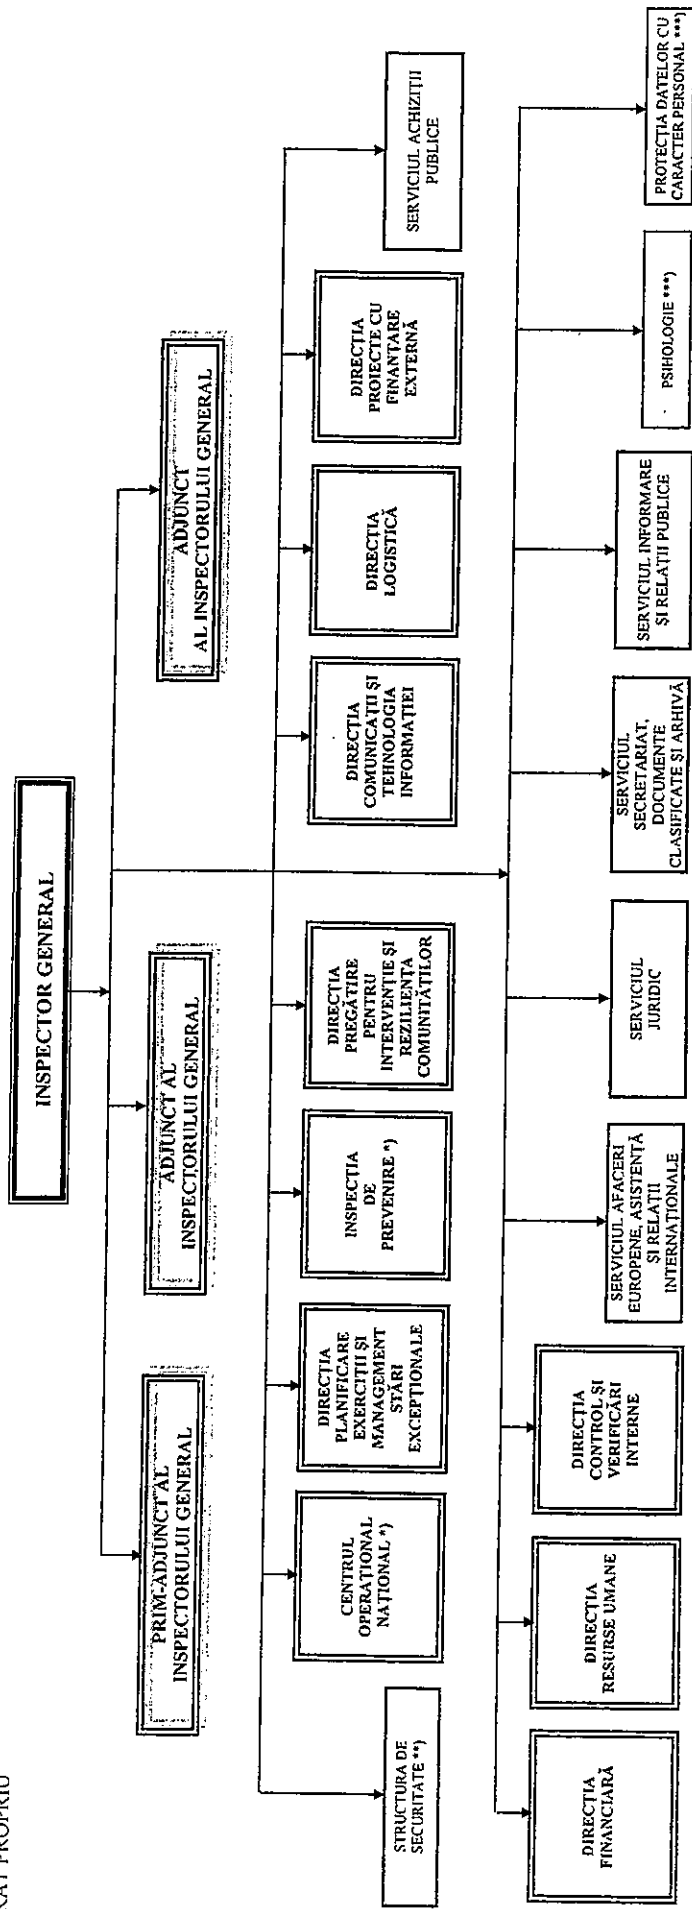 CAT PROPRIU
INSPECTOR GENERAL
PRIM-ADJUNCT AL
INSPECTORULUI GENERAL
ADJUNCT AL
INSPECTORULUI GENERAL
ADJUNCT
AL INSPECTORULUI GENERAL
STRUCTURA DE
SECURITATE **)
CENTRUL
OPERAȚIONAL
NAȚIONAL *)
DIRECȚIA
PLANIFICARE
EXERCIȚII ȘI
MANAGEMENT
STĂRI
EXCEPȚIONALE
INSPECȚIA
DE
PREVENIRE *)
DIRECȚIA
PREGĂTIRE
PENTRU
INTERVENȚIE ȘI
REZILIENȚA
COMUNITĂȚILOR
DIRECȚIA
COMUNICAȚII ȘI
TEHNOLOGIA
INFORMAȚIEI
DIRECȚIA
LOGISTICĂ
DIRECȚIA
PROIECTE CU
FINANȚARE
EXTERNĂ
SERVICIUL ACHIZIȚII
PUBLICE
DIRECȚIA
FINANCIARĂ
DIRECȚIA
RESURSE UMANE
DIRECȚIA
CONTROL ȘI
VERIFICĂRI
INTERNE
SERVICIUL AFACERI
EUROPENE, ASISTENȚĂ
ȘI RELAȚII
INTERNAȚIONALE
SERVICIUL
JURIDIC
SERVICIUL
SECRETARIAT,
DOCUMENTE
CLASIFICATE ȘI ARHIVĂ
SERVICIUL INFORMARE
ȘI RELAȚII PUBLICE
PSIHOLOGIE ***)
PROTECȚIA DATELOR CU
CARACTER PERSONAL ***)